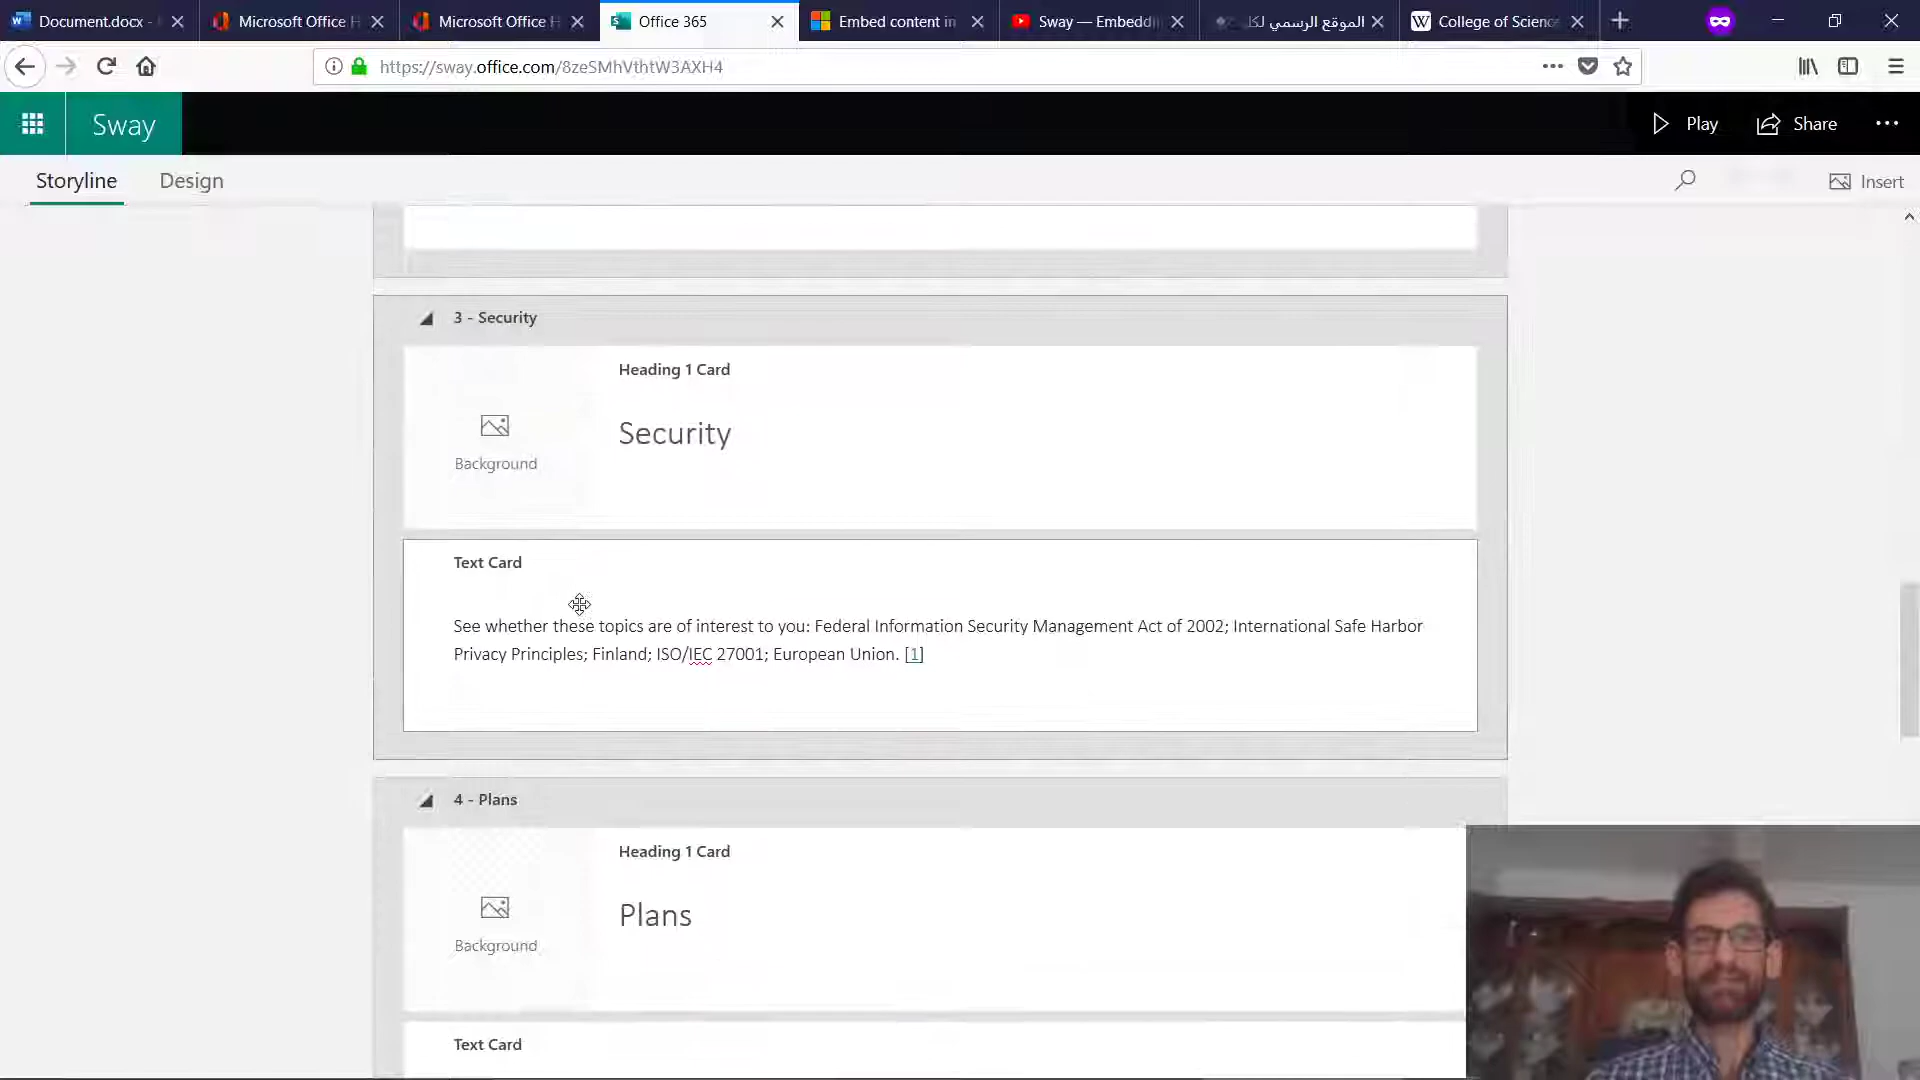 Document.docx -
Microsoft Office H
Microsoft Office H
Office 365
Embed content in
Sway — Embeddi
الموقع الرسمي لكل
College of Science
https://sway.office.com/8zeSMhVthtW3AXH4
Sway
Play
Share
Storyline
Design
Insert
3 - Security
Heading 1 Card
Security
Background
Text Card
See whether these topics are of interest to you: Federal Information Security Management Act of 2002; International Safe Harbor
Privacy Principles; Finland; ISO/IEC 27001; European Union. [1]
4 - Plans
Heading 1 Card
Plans
Background
Text Card